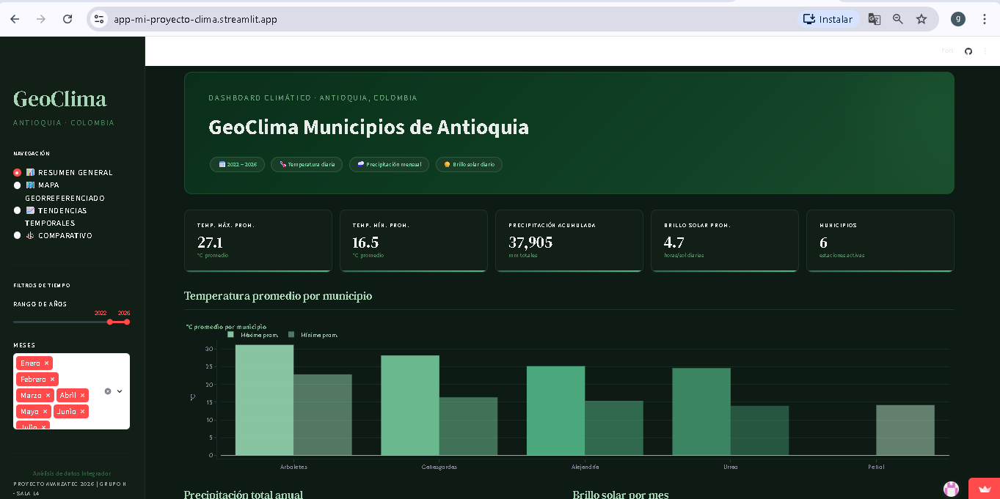 app-mi-proyecto-clima.streamlit.app
Instalar
g
Fork
GeoClima
ANTIOQUIA · COLOMBIA
NAVEGACIÓN
RESUMEN GENERAL
MAPA
GEORREFERENCIADO
TENDENCIAS
TEMPORALES
COMPARATIVO
FILTROS DE TIEMPO
RANGO DE AÑOS
2022 2026
MESES
Enero ×
Febrero ×
Marzo × Abril ×
Mayo × Junio ×
Julio ×
Análisis de datos Integrador
PROYECTO AVANZATEC 2026 | GRUPO H
- SALA L4
DASHBOARD CLIMÁTICO · ANTIOQUIA, COLOMBIA
GeoClima Municipios de Antioquia
2022 – 2026 Temperatura diaria Precipitación mensual Brillo solar diario
TEMP. MÁX. PROM.
27.1
°C promedio
TEMP. MÍN. PROM.
16.5
°C promedio
PRECIPITACIÓN ACUMULADA
37,905
mm totales
BRILLO SOLAR PROM.
4.7
horas/sol diarias
MUNICIPIOS
6
estaciones activas
Temperatura promedio por municipio
°C promedio por municipio
Máxima prom. Mínima prom.
30
25
20
15
10
5
0
°C
Arboletes Cañasgordas Alejandría Urrao Peñol
Precipitación total anual Brillo solar por mes